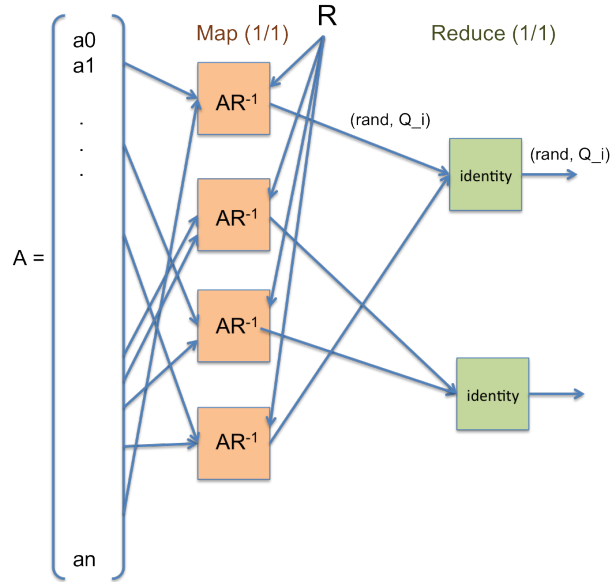 a0
a1
.
.
.
A =
an
Map (1/1)
R
Reduce (1/1)
AR⁻¹
AR⁻¹
AR⁻¹
AR⁻¹
(rand, Q_i)
identity
(rand, Q_i)
identity